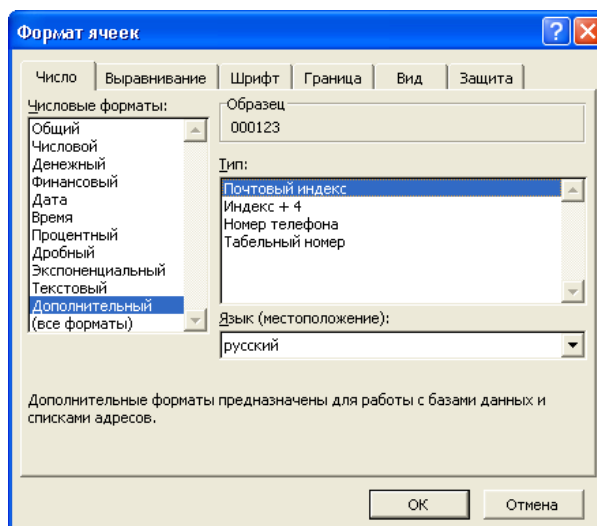 Формат ячеек
Число Выравнивание Шрифт Граница Вид Защита
Числовые форматы:
Общий
Числовой
Денежный
Финансовый
Дата
Время
Процентный
Дробный
Экспоненциальный
Текстовый
Дополнительный
(все форматы)
Образец
000123
Тип:
Почтовый индекс
Индекс + 4
Номер телефона
Табельный номер
Язык (местоположение):
русский
Дополнительные форматы предназначены для работы с базами данных и
списками адресов.
ОК Отмена